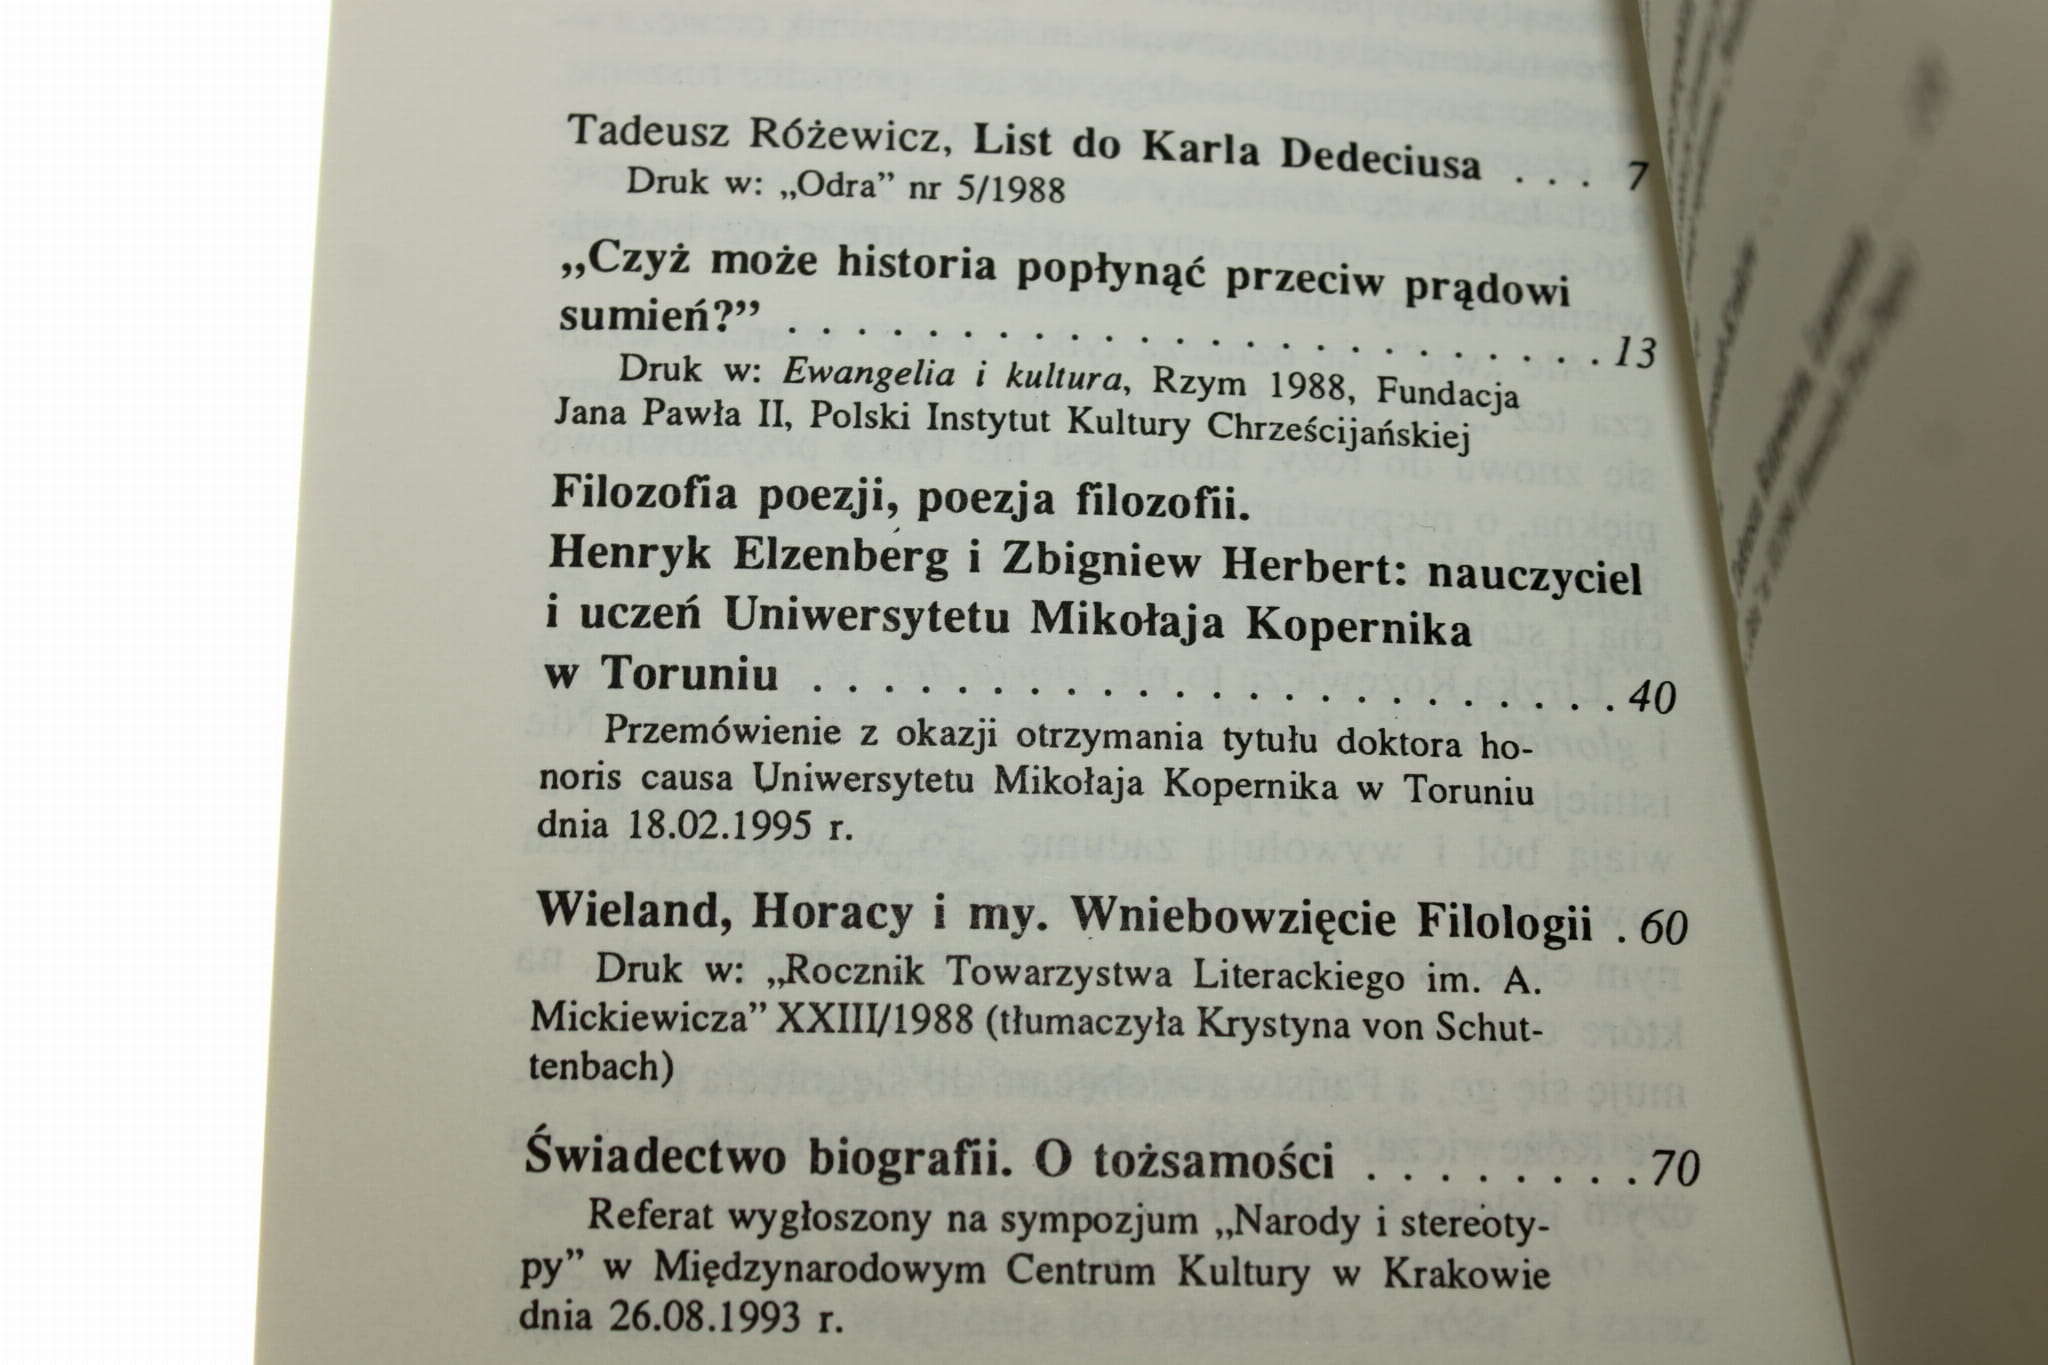 Tadeusz Różewicz, List do Karla Dedeciusa . . . 7
Druk w: „Odra” nr 5/1988
„Czyż może historia popłynąć przeciw prądowi
sumień?” . . . . . . . . . . . . . . . . . . . . . . . 13
Druk w: Ewangelia i kultura, Rzym 1988, Fundacja
Jana Pawła II, Polski Instytut Kultury Chrześcijańskiej
Filozofia poezji, poezja filozofii.
Henryk Elzenberg i Zbigniew Herbert: nauczyciel
i uczeń Uniwersytetu Mikołaja Kopernika
w Toruniu . . . . . . . . . . . . . . . . . . . . . . . 40
Przemówienie z okazji otrzymania tytułu doktora ho-
noris causa Uniwersytetu Mikołaja Kopernika w Toruniu
dnia 18.02.1995 r.
Wieland, Horacy i my. Wniebowzięcie Filologii . 60
Druk w: „Rocznik Towarzystwa Literackiego im. A.
Mickiewicza” XXIII/1988 (tłumaczyła Krystyna von Schut-
tenbach)
Świadectwo biografii. O tożsamości . . . . . . . . 70
Referat wygłoszony na sympozjum „Narody i stereoty-
py” w Międzynarodowym Centrum Kultury w Krakowie
dnia 26.08.1993 r.